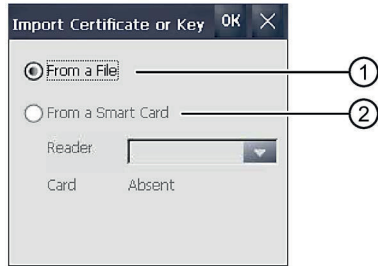 Import Certificate or Key OK
From a File
1
From a Smart Card
2
Reader
Card Absent